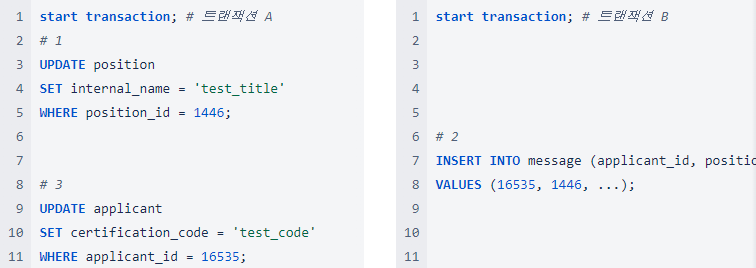 1 start transaction; # 트랜잭션 A
2 # 1
3 UPDATE position
4 SET internal_name = 'test_title'
5 WHERE position_id = 1446;
6
7
8 # 3
9 UPDATE applicant
10 SET certification_code = 'test_code'
11 WHERE applicant_id = 16535;
1 start transaction; # 트랜잭션 B
2
3
4
5
6 # 2
7 INSERT INTO message (applicant_id, positio
8 VALUES (16535, 1446, ...);
9
10
11